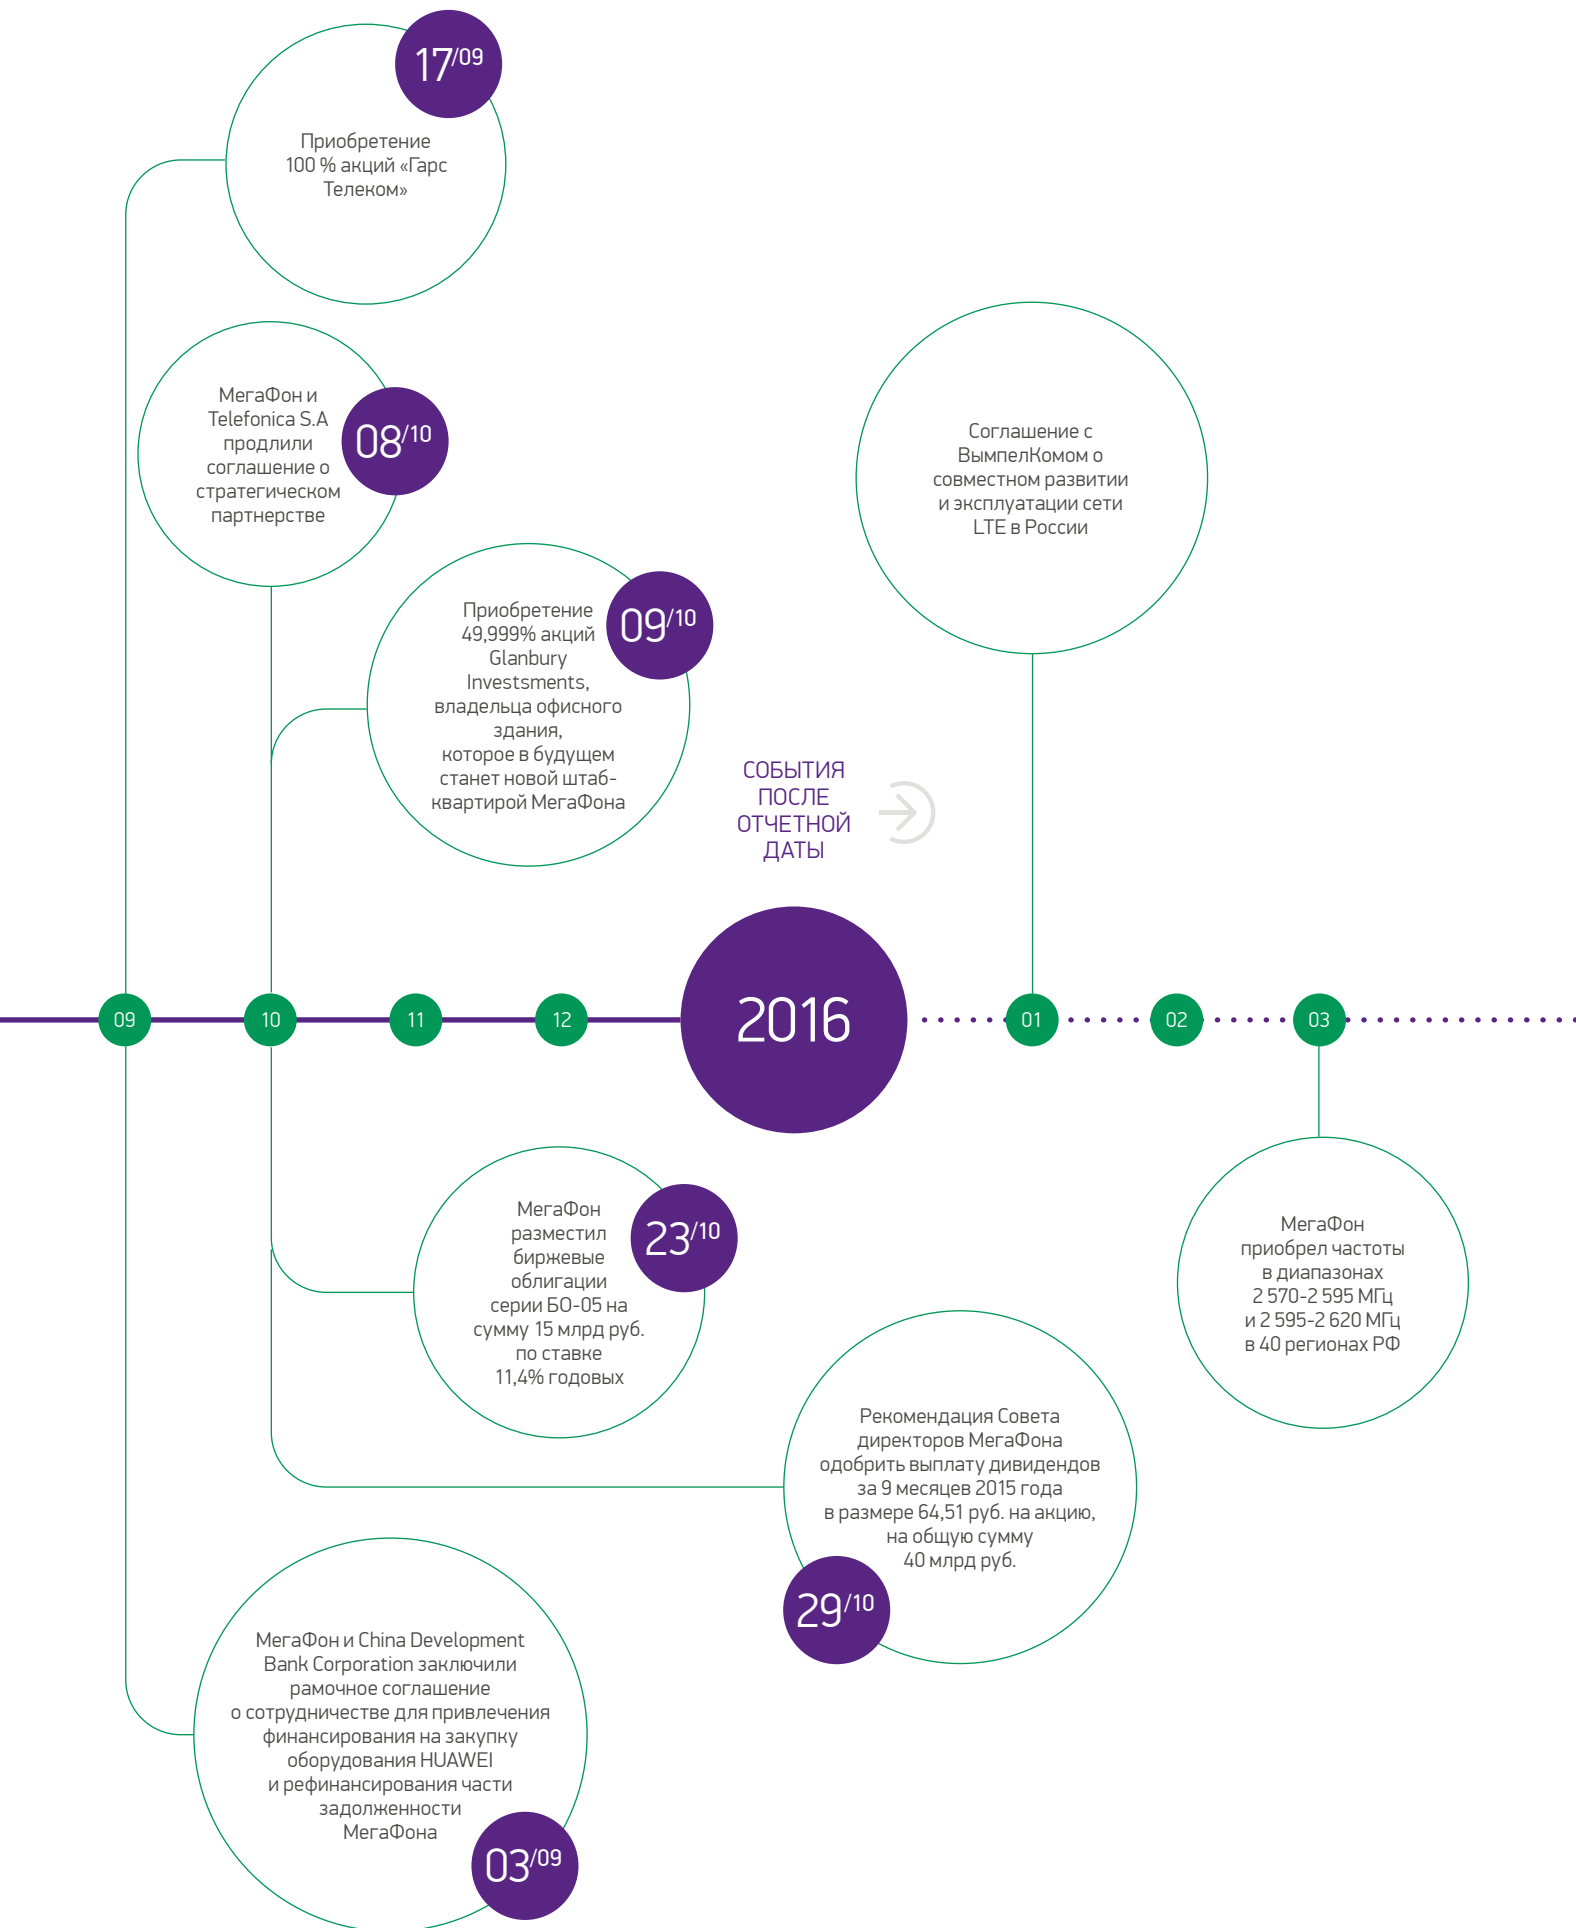 17/09
Приобретение
100 % акций «Гарс
Телеком»
МегаФон и
Telefonica S.A
продлили
соглашение о
стратегическом
партнерстве
08/10
Соглашение с
ВымпелКомом о
совместном развитии
и эксплуатации сети
LTE в России
Приобретение
49,999% акций
Glanbury
Investsments,
владельца офисного
здания,
которое в будущем
станет новой штаб-
квартирой МегаФона
09/10
СОБЫТИЯ
ПОСЛЕ
ОТЧЕТНОЙ
ДАТЫ
09
10
11
12
2016
01
02
03
МегаФон
разместил
биржевые
облигации
серии БО-05 на
сумму 15 млрд руб.
по ставке
11,4% годовых
23/10
МегаФон
приобрел частоты
в диапазонах
2 570-2 595 МГц
и 2 595-2 620 МГц
в 40 регионах РФ
Рекомендация Совета
директоров МегаФона
одобрить выплату дивидендов
за 9 месяцев 2015 года
в размере 64,51 руб. на акцию,
на общую сумму
40 млрд руб.
29/10
МегаФон и China Development
Bank Corporation заключили
рамочное соглашение
о сотрудничестве для привлечения
финансирования на закупку
оборудования HUAWEI
и рефинансирования части
задолженности
МегаФона
03/09